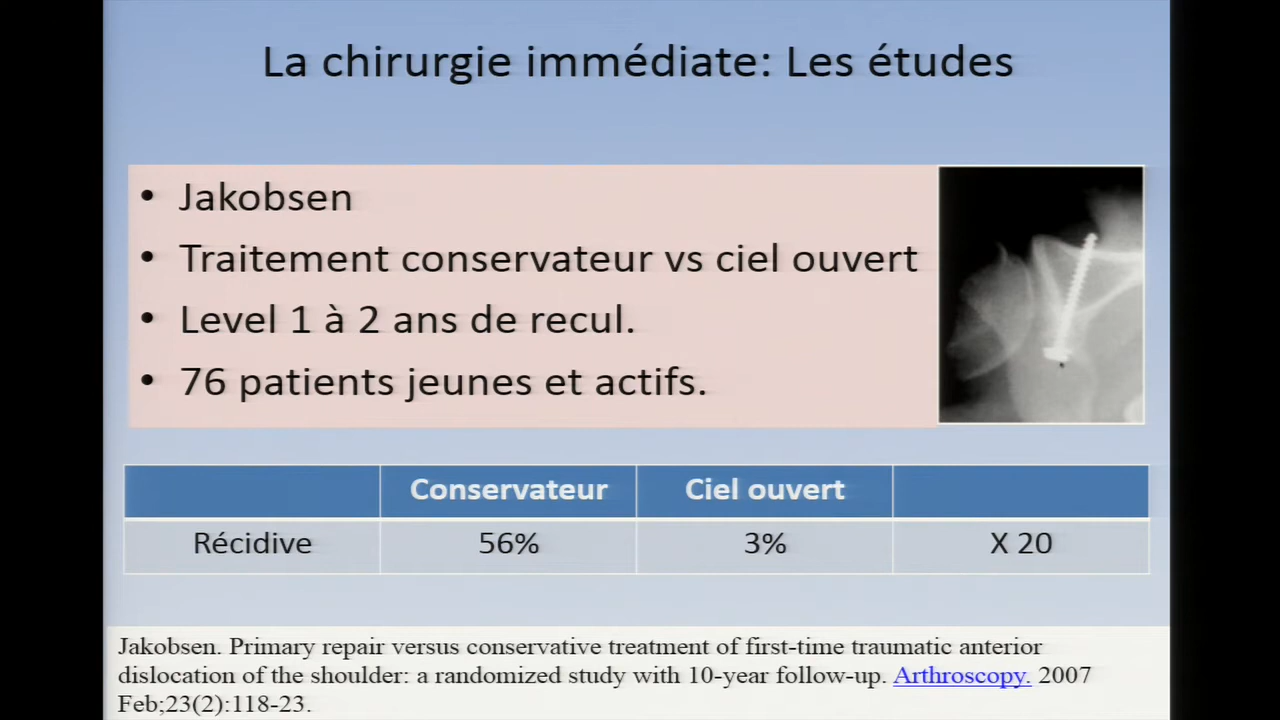 La chirurgie immédiate: Les études
• Jakobsen
• Traitement conservateur vs ciel ouvert
• Level 1 à 2 ans de recul.
• 76 patients jeunes et actifs.
Conservateur Ciel ouvert
Récidive 56% 3% X 20
Jakobsen. Primary repair versus conservative treatment of first-time traumatic anterior
dislocation of the shoulder: a randomized study with 10-year follow-up. Arthroscopy. 2007
Feb;23(2):118-23.